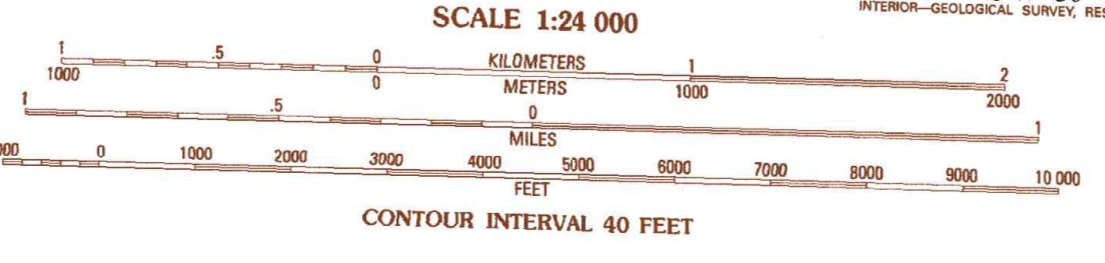 INTERIOR—GEOLOGICAL SURVEY, RES
SCALE 1:24 000
1 .5 0 KILOMETERS 1 2
1000 0 METERS 1000 2000
1 .5 0 1
MILES
0 1000 2000 3000 4000 5000 6000 7000 8000 9000 10 000
FEET
CONTOUR INTERVAL 40 FEET